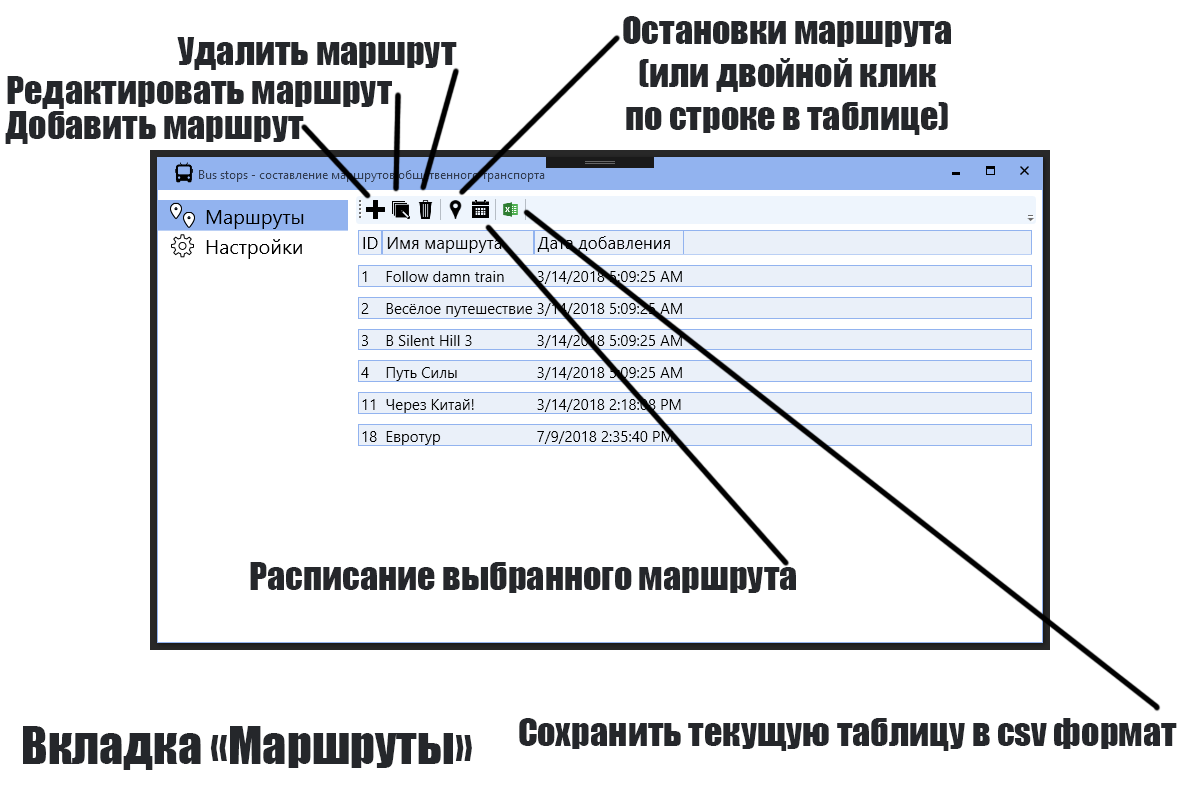 Удалить маршрут
Редактировать маршрут
Добавить маршрут
Остановки маршрута
(или двойной клик
по строке в таблице)
Bus stops - составление маршрутов общественного транспорта
Маршруты
Настройки
ID Имя маршрута Дата добавления
1 Follow damn train 3/14/2018 5:09:25 AM
2 Весёлое путешествие 3/14/2018 5:09:25 AM
3 В Silent Hill 3 3/14/2018 5:09:25 AM
4 Путь Силы 3/14/2018 5:09:25 AM
11 Через Китай! 3/14/2018 2:18:08 PM
18 Евротур 7/9/2018 2:35:40 PM
Расписание выбранного маршрута
Сохранить текущую таблицу в csv формат
Вкладка «Маршруты»